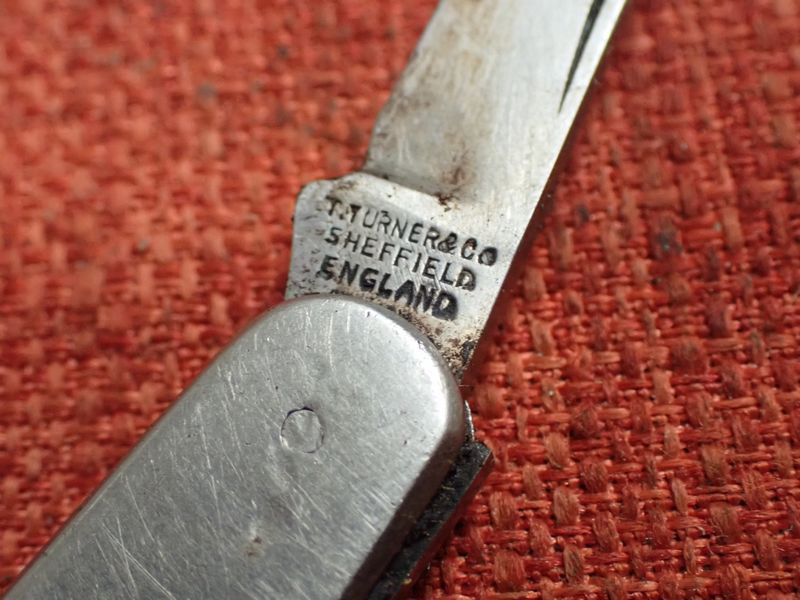 T. TURNER & CO
SHEFFIELD
ENGLAND